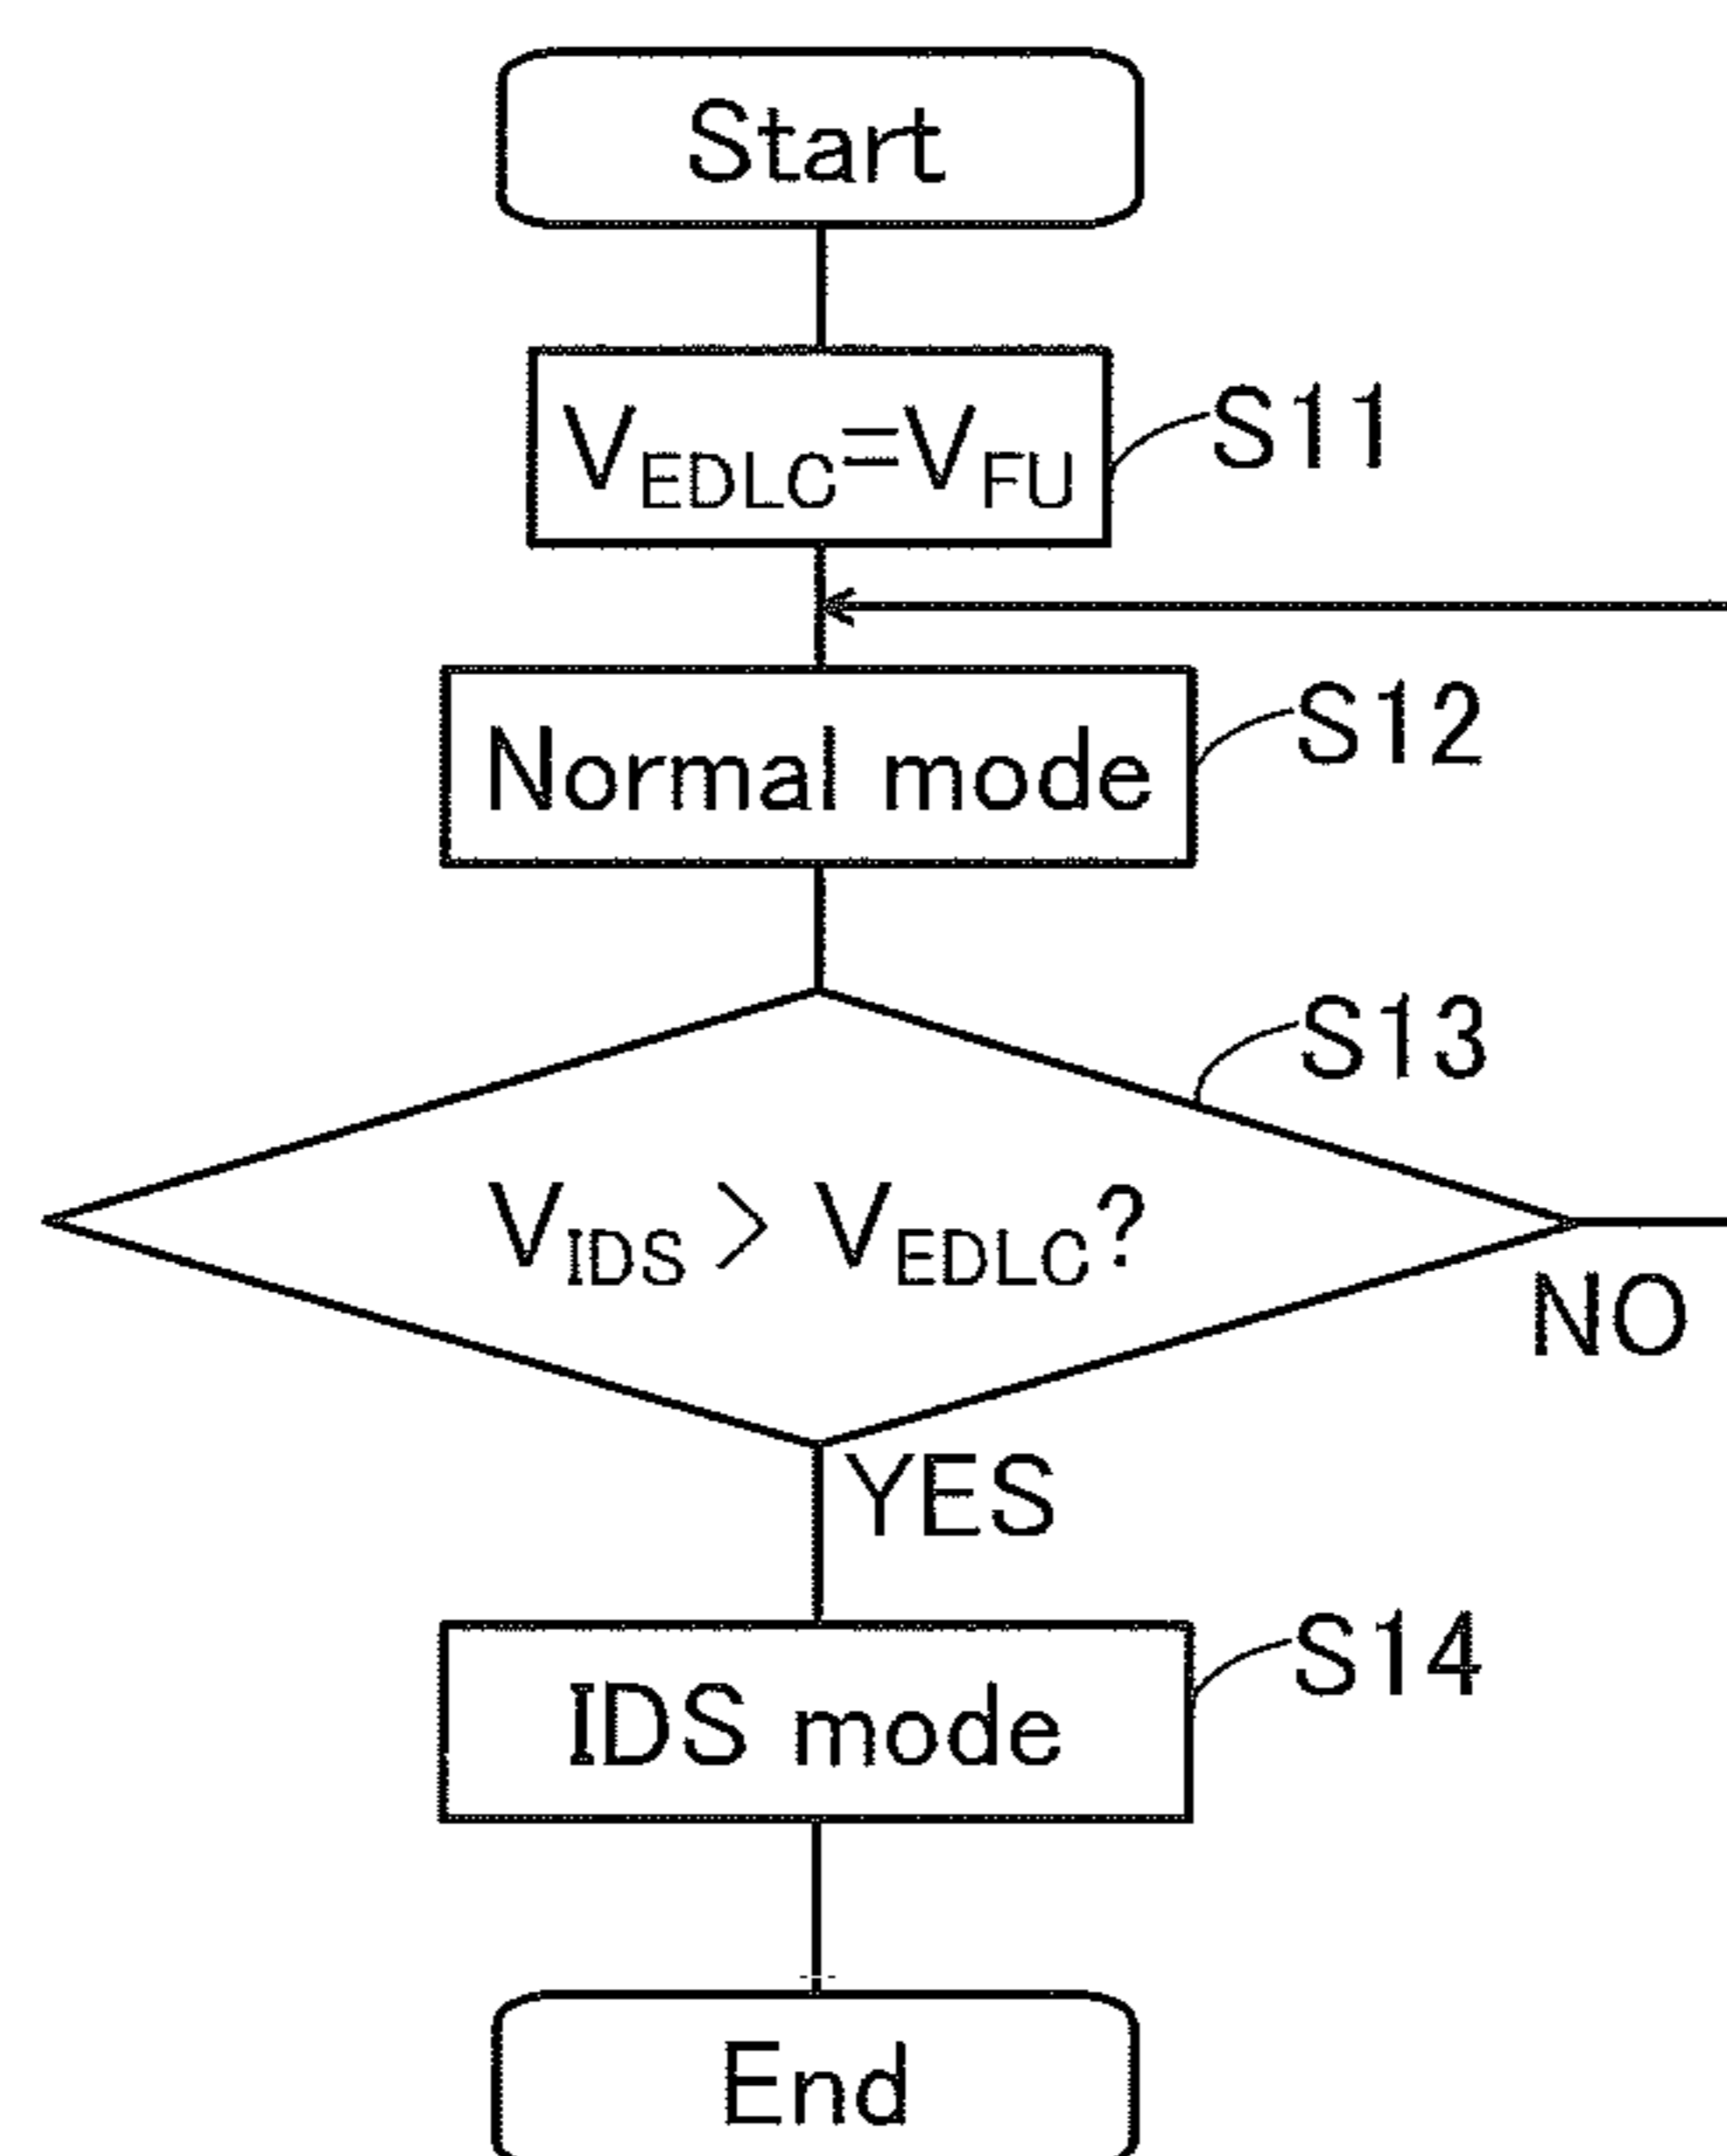 Start
VEDLC=VFU
S11
Normal mode
S12
S13
VIDS > VEDLC?
NO
YES
IDS mode
S14
End